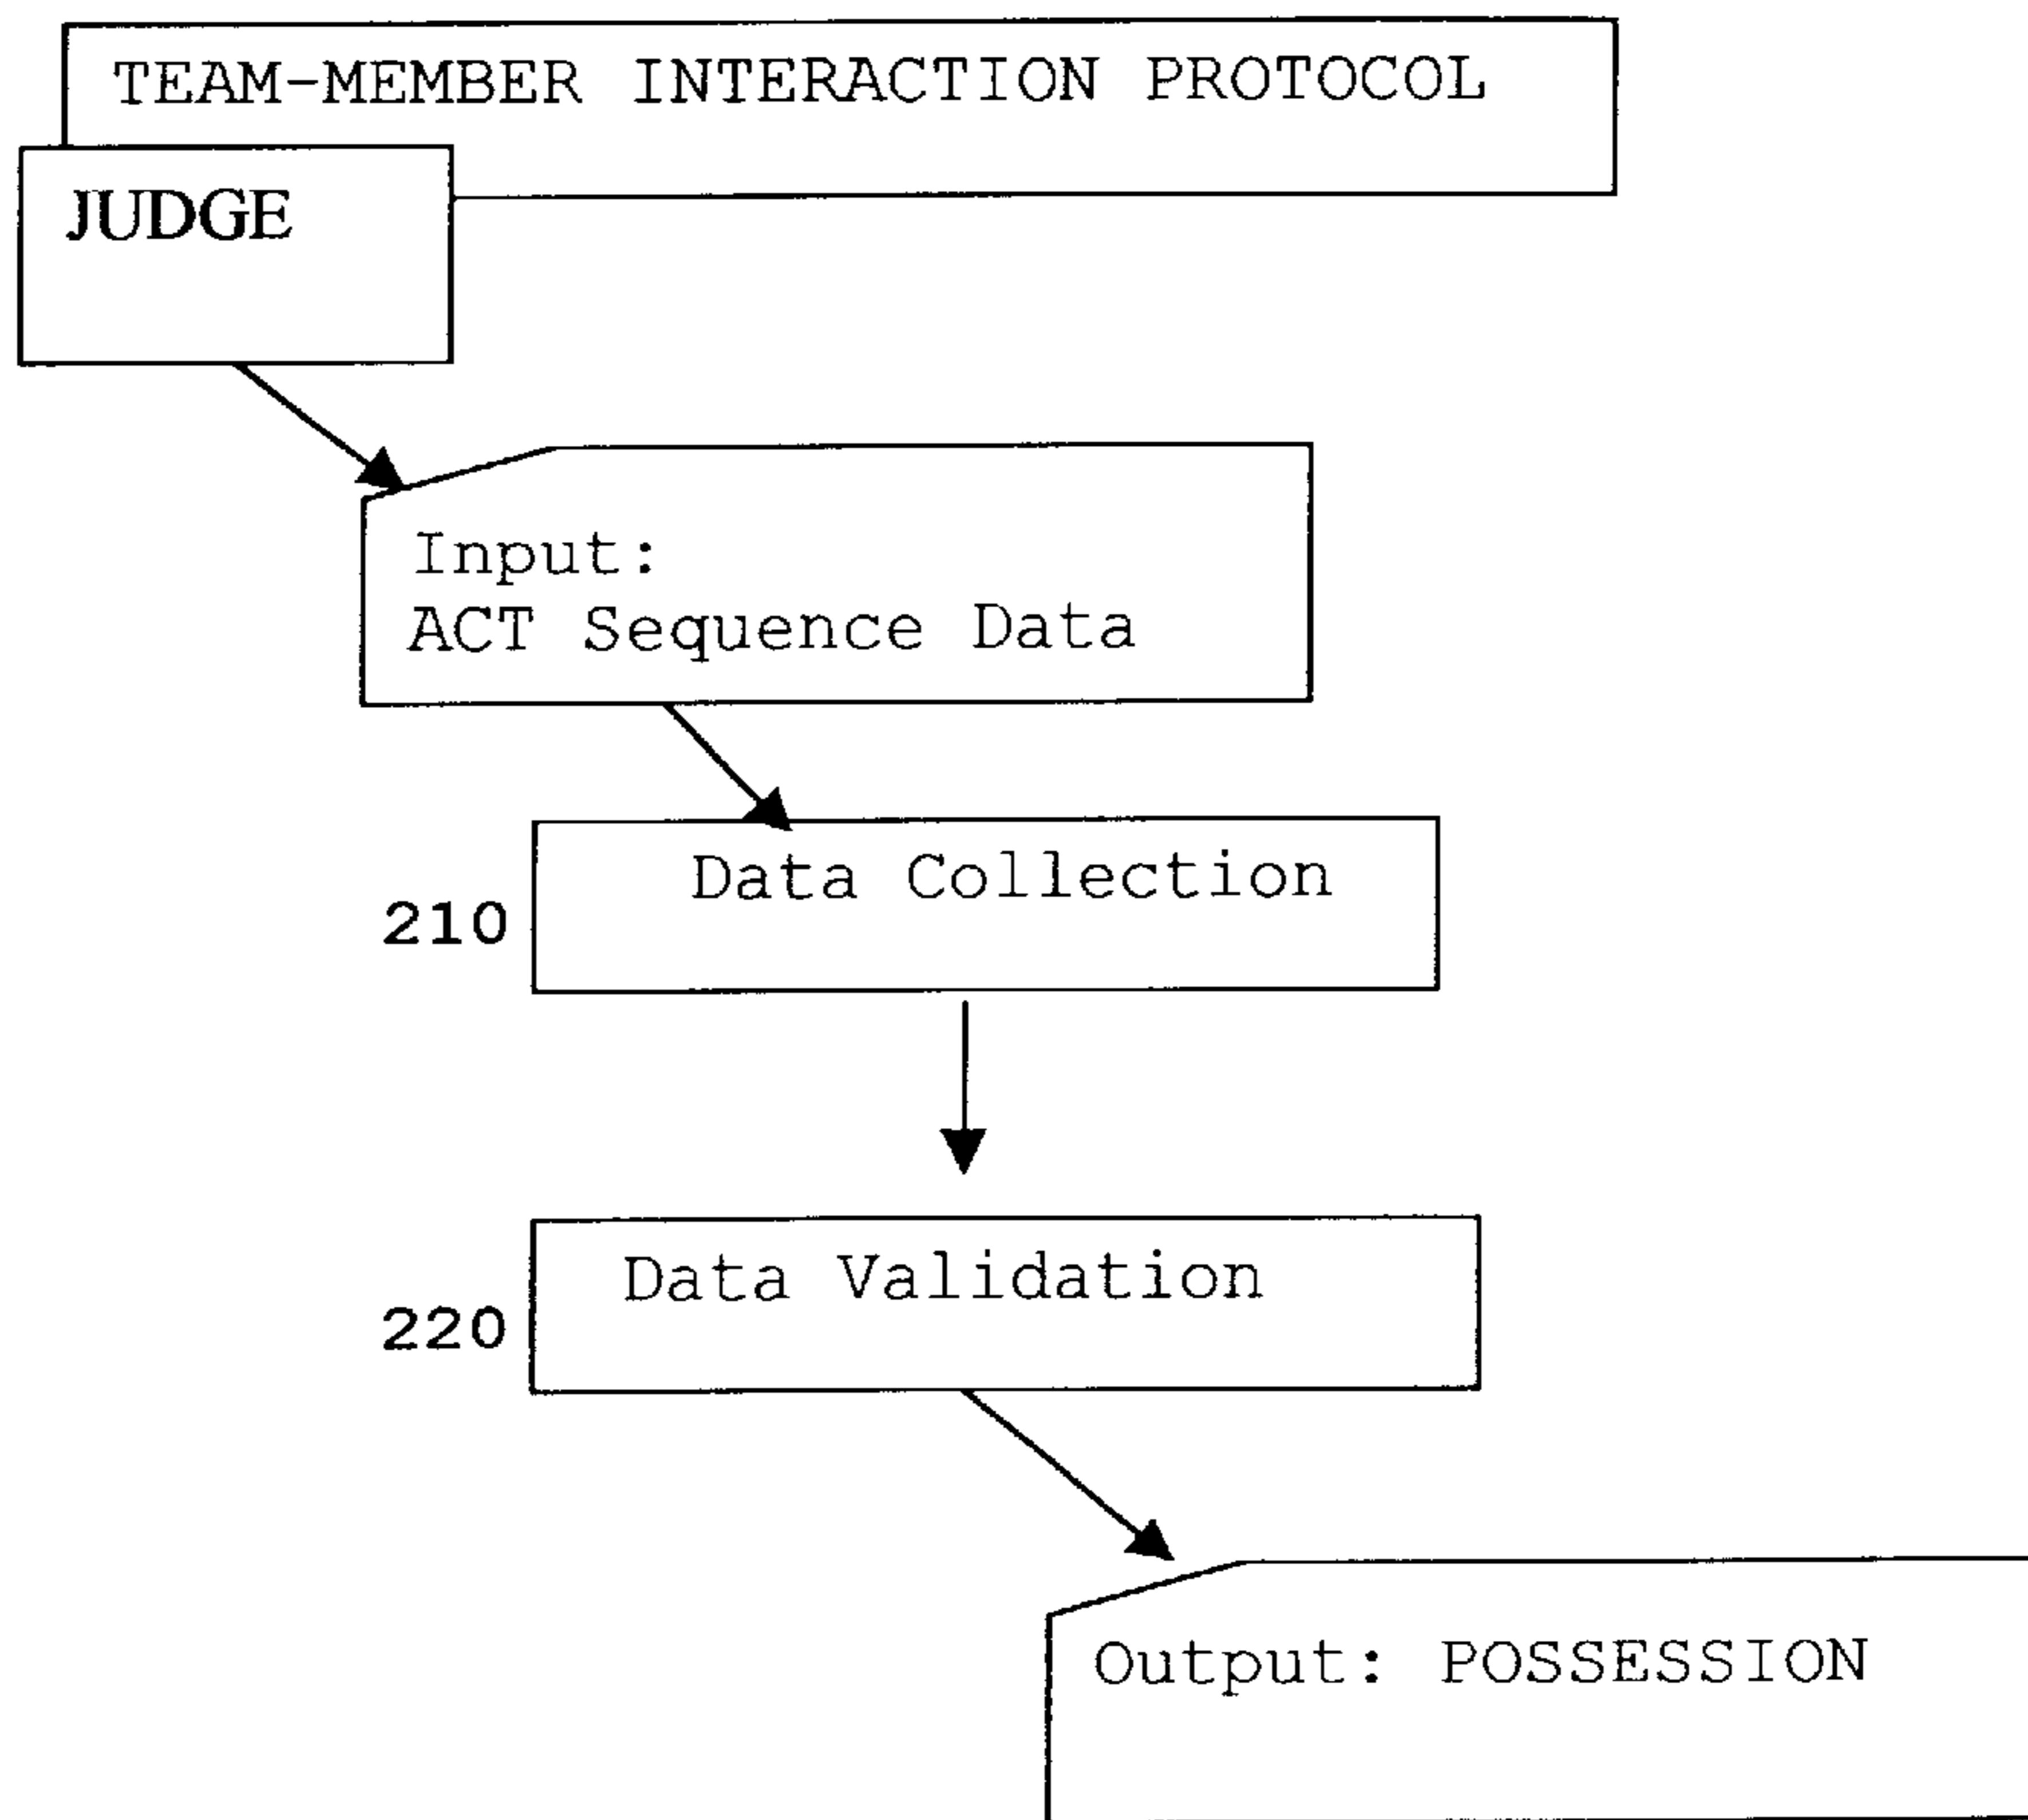 TEAM-MEMBER INTERACTION PROTOCOL
JUDGE
Input:
ACT Sequence Data
Data Collection
210
Data Validation
220
Output: POSSESSION